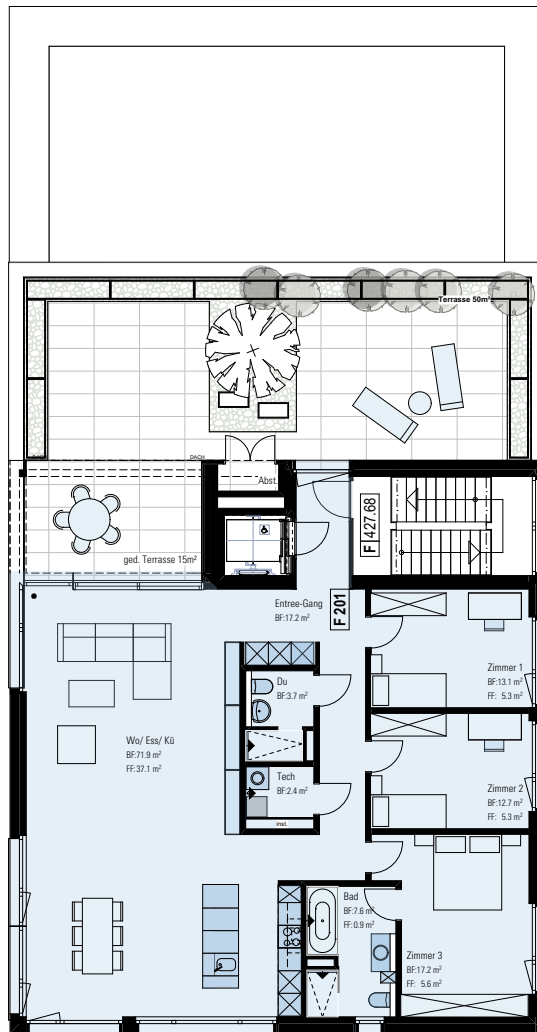 Terrasse 50m²
DACH
Abst.
ged. Terrasse 15m²
F 427.68
F 201
Entree-Gang
BF:17.2 m²
Zimmer 1
BF:13.1 m²
FF: 5.3 m²
Du
BF:3.7 m²
Wo/ Ess/ Kü
BF:71.9 m²
FF:37.1 m²
Tech
BF:2.4 m²
inst.
Zimmer 2
BF:12.7 m²
FF: 5.3 m²
Bad
BF:7.6 m²
FF:0.9 m²
Zimmer 3
BF:17.2 m²
FF: 5.6 m²